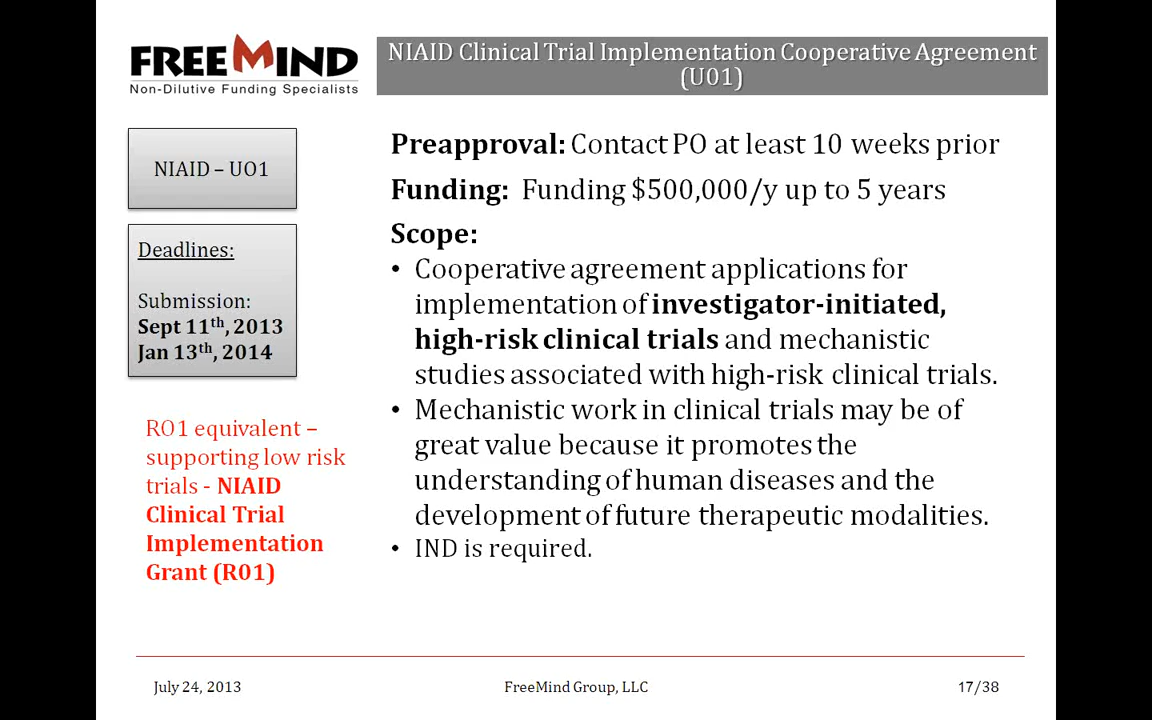 FREEMIND
Non-Dilutive Funding Specialists
NIAID Clinical Trial Implementation Cooperative Agreement
(U01)
NIAID – UO1
Deadlines:
Submission:
Sept 11th, 2013
Jan 13th, 2014
RO1 equivalent –
supporting low risk
trials - NIAID
Clinical Trial
Implementation
Grant (R01)
Preapproval: Contact PO at least 10 weeks prior
Funding: Funding $500,000/y up to 5 years
Scope:
• Cooperative agreement applications for
implementation of investigator-initiated,
high-risk clinical trials and mechanistic
studies associated with high-risk clinical trials.
• Mechanistic work in clinical trials may be of
great value because it promotes the
understanding of human diseases and the
development of future therapeutic modalities.
• IND is required.
July 24, 2013
FreeMind Group, LLC
17/38